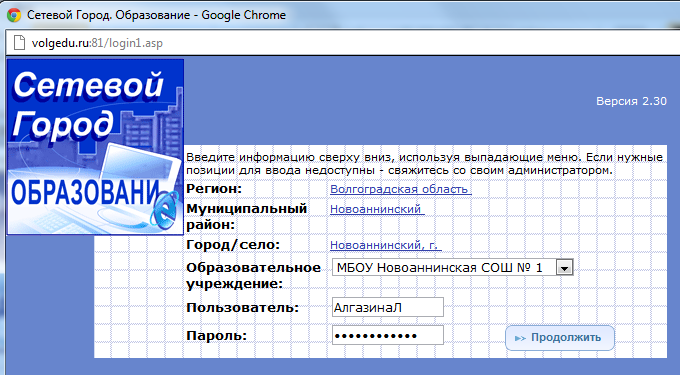 Сетевой Город. Образование - Google Chrome
volgedu.ru:81/login1.asp
Сетевой
Город
ОБРАЗОВАНИ
Версия 2.30
Введите информацию сверху вниз, используя выпадающие меню. Если нужные
позиции для ввода недоступны - свяжитесь со своим администратором.
Регион: Волгоградская область
Муниципальный район: Новоаннинский
Город/село: Новоаннинский, г.
Образовательное учреждение: МБОУ Новоаннинская СОШ № 1
Пользователь: АлгазинаЛ
Пароль: ••••••••••••
Продолжить